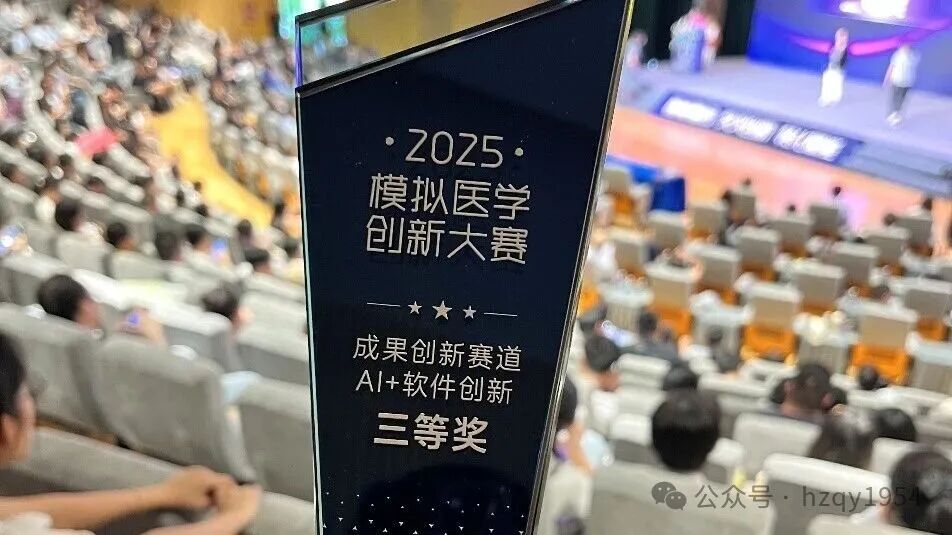 ·2025·
模拟医学
创新大赛
成果创新赛道
AI+软件创新
三等奖
公众号 · hzqy1954